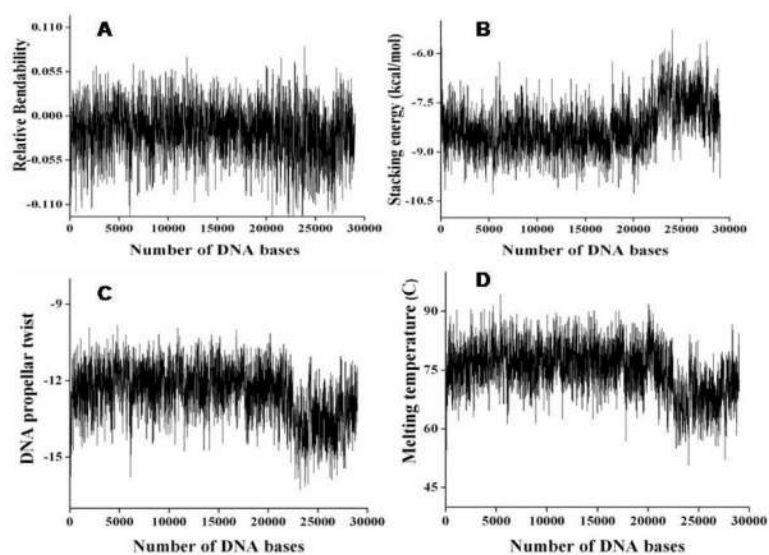 A
0.110
0.055
0.000
-0.055
-0.110
Relative Bendability
0 5000 10000 15000 20000 25000 30000
Number of DNA bases
B
-6.0
-7.5
-9.0
-10.5
Stacking energy (kcal/mol)
0 5000 10000 15000 20000 25000 30000
Number of DNA bases
C
-9
-12
-15
DNA propellar twist
0 5000 10000 15000 20000 25000 30000
Number of DNA bases
D
90
75
60
45
Melting temperature (C)
0 5000 10000 15000 20000 25000 30000
Number of DNA bases